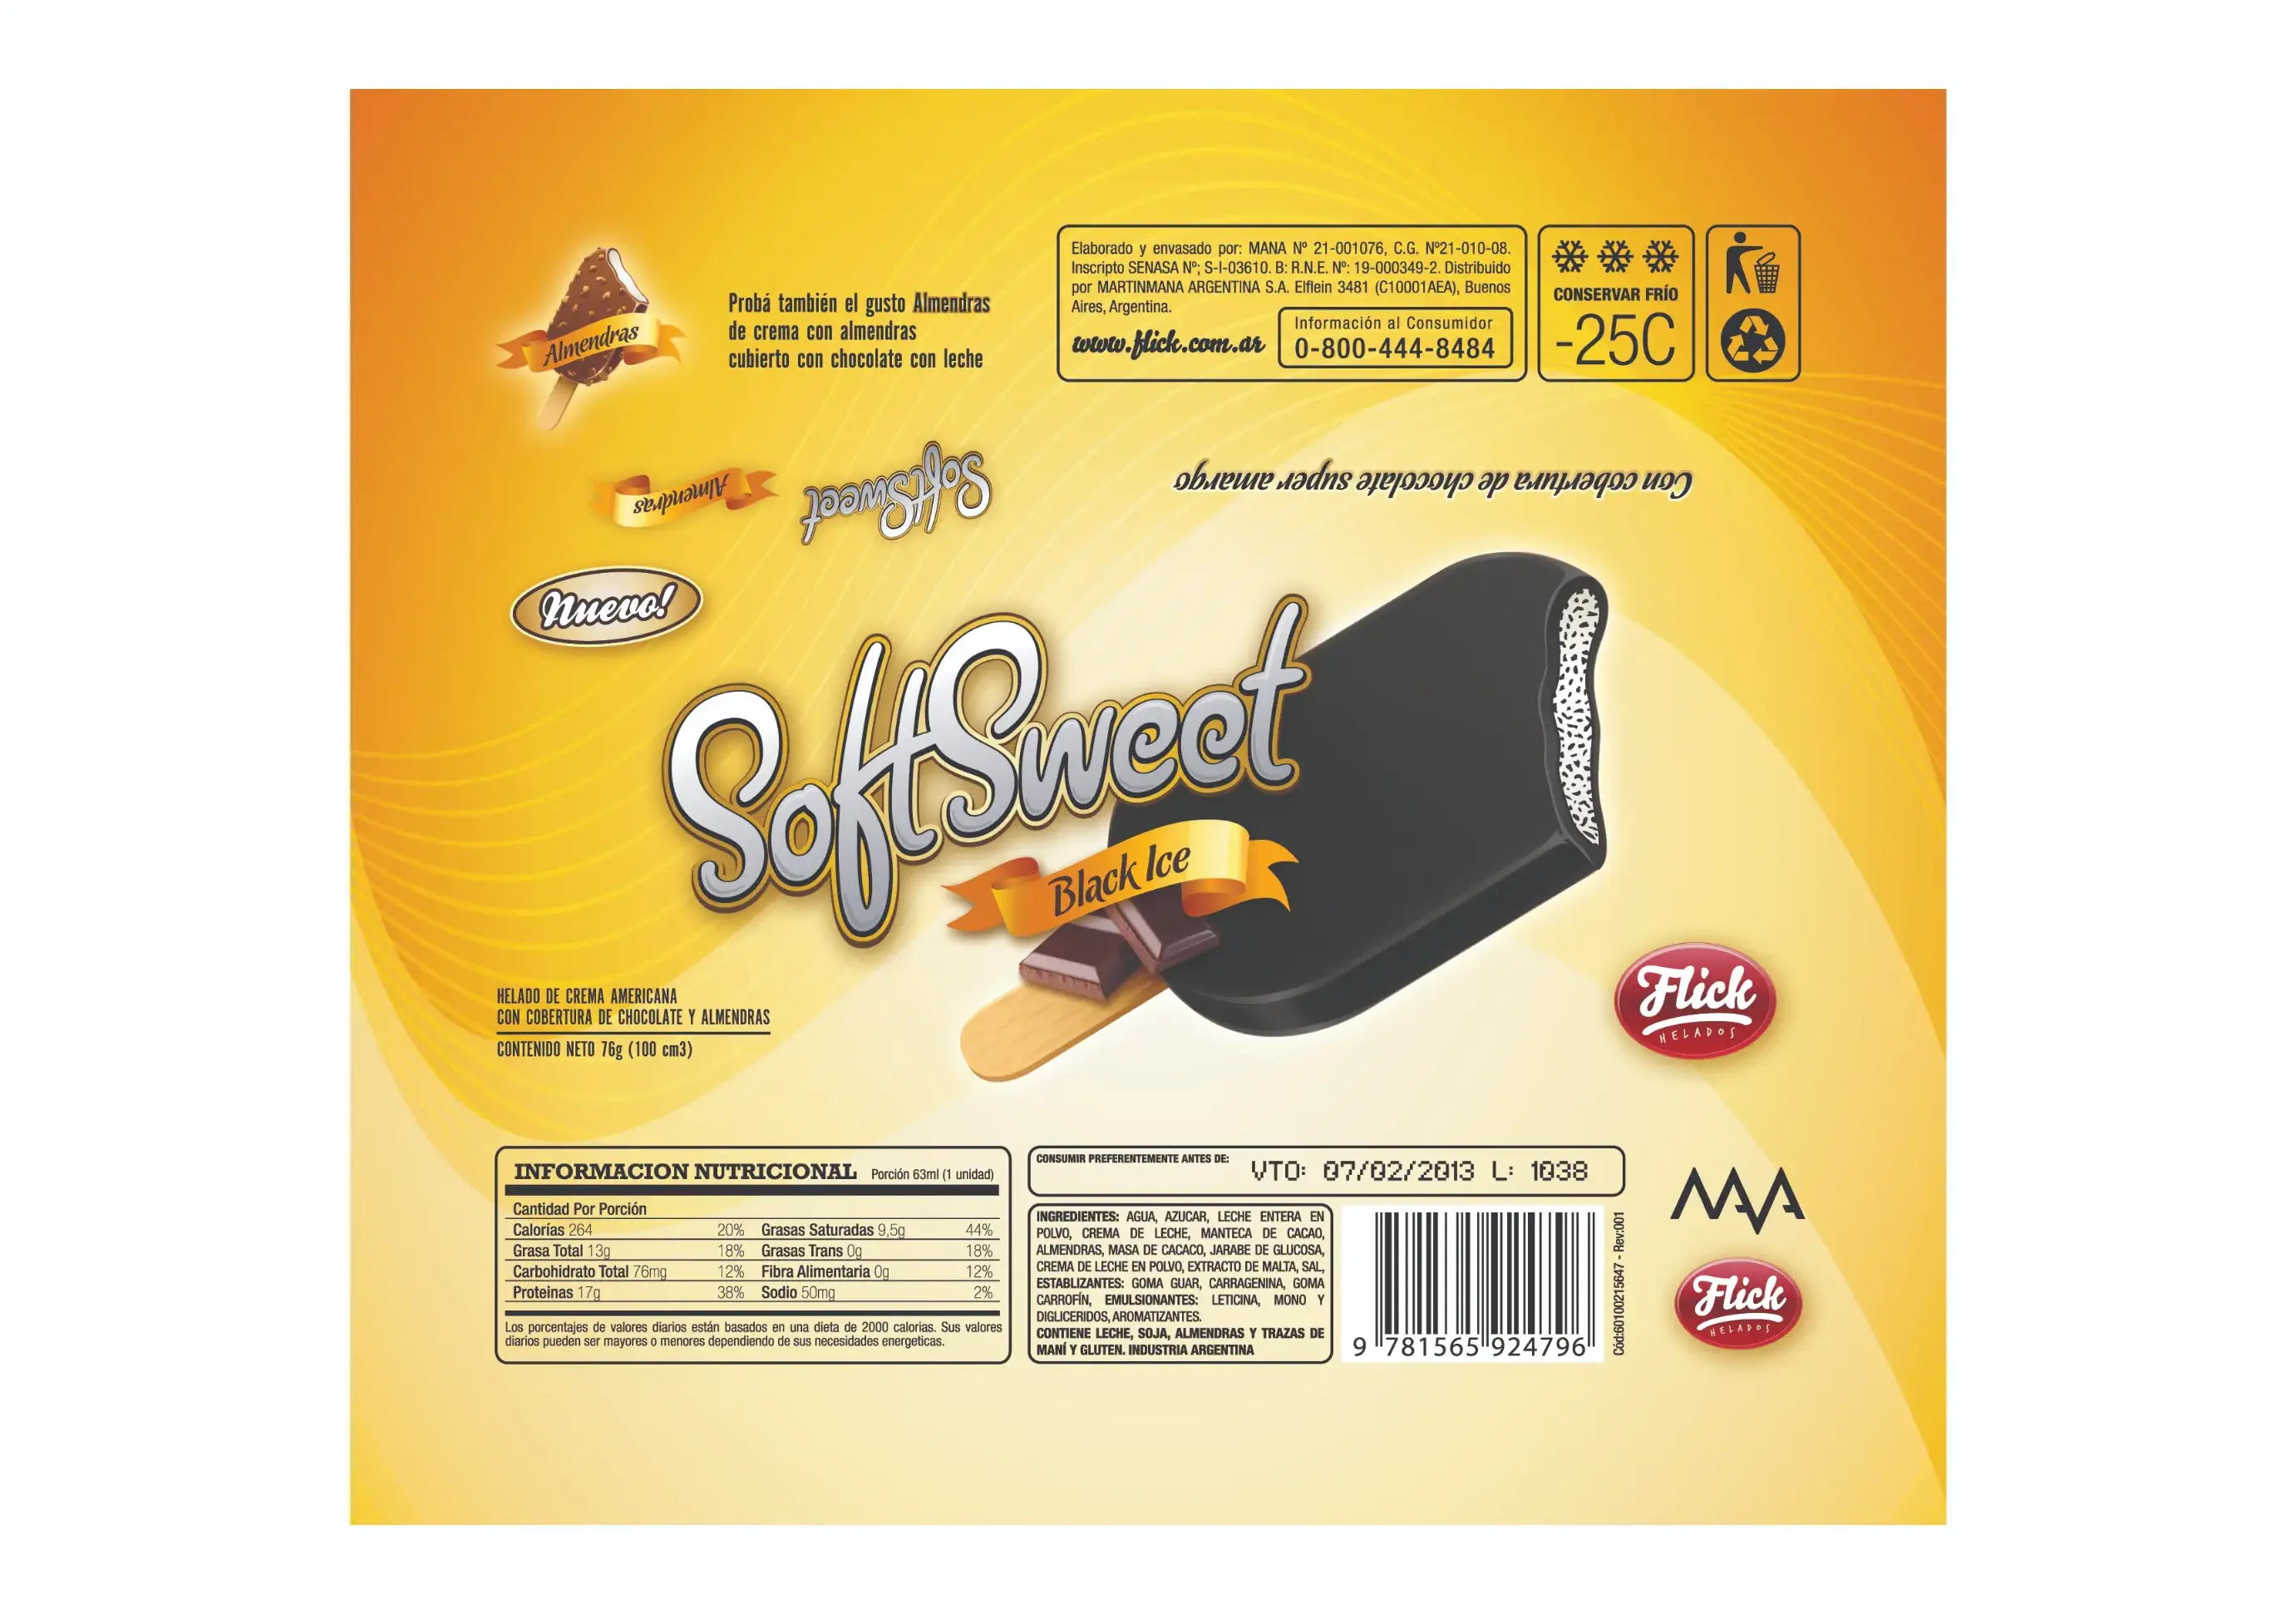 Almendras
Probá también el gusto Almendras
de crema con almendras
cubierto con chocolate con leche
Elaborado y envasado por: MANA Nº 21-001076, C.G. Nº21-010-08.
Inscripto SENASA Nº; S-I-03610. B: R.N.E. Nº: 19-000349-2. Distribuido
por MARTINMANA ARGENTINA S.A. Elflein 3481 (C10001AEA), Buenos
Aires, Argentina.
www.flick.com.ar
Información al Consumidor
0-800-444-8484
CONSERVAR FRÍO
-25C
Con cobertura de chocolate super amargo
SoftSweet
Almendras
Nuevo!
SoftSweet
Black Ice
HELADO DE CREMA AMERICANA
CON COBERTURA DE CHOCOLATE Y ALMENDRAS
CONTENIDO NETO 76g (100 cm3)
Flick
HELADOS
INFORMACION NUTRICIONAL Porción 63ml (1 unidad)
Cantidad Por Porción
Calorías 264 20% Grasas Saturadas 9,5g 44%
Grasa Total 13g 18% Grasas Trans 0g 18%
Carbohidrato Total 76mg 12% Fibra Alimentaria 0g 12%
Proteinas 17g 38% Sodio 50mg 2%
Los porcentajes de valores diarios están basados en una dieta de 2000 calorias. Sus valores
diarios pueden ser mayores o menores dependiendo de sus necesidades energeticas.
CONSUMIR PREFERENTEMENTE ANTES DE:
VTO: 07/02/2013 L: 1038
INGREDIENTES: AGUA, AZUCAR, LECHE ENTERA EN
POLVO, CREMA DE LECHE, MANTECA DE CACAO,
ALMENDRAS, MASA DE CACACO, JARABE DE GLUCOSA,
CREMA DE LECHE EN POLVO, EXTRACTO DE MALTA, SAL,
ESTABLIZANTES: GOMA GUAR, CARRAGENINA, GOMA
CARROFÍN, EMULSIONANTES: LETICINA, MONO Y
DIGLICERIDOS, AROMATIZANTES.
CONTIENE LECHE, SOJA, ALMENDRAS Y TRAZAS DE
MANÍ Y GLUTEN. INDUSTRIA ARGENTINA
9 781565 924796
Cód:60100215647 - Rev:001
Flick
HELADOS